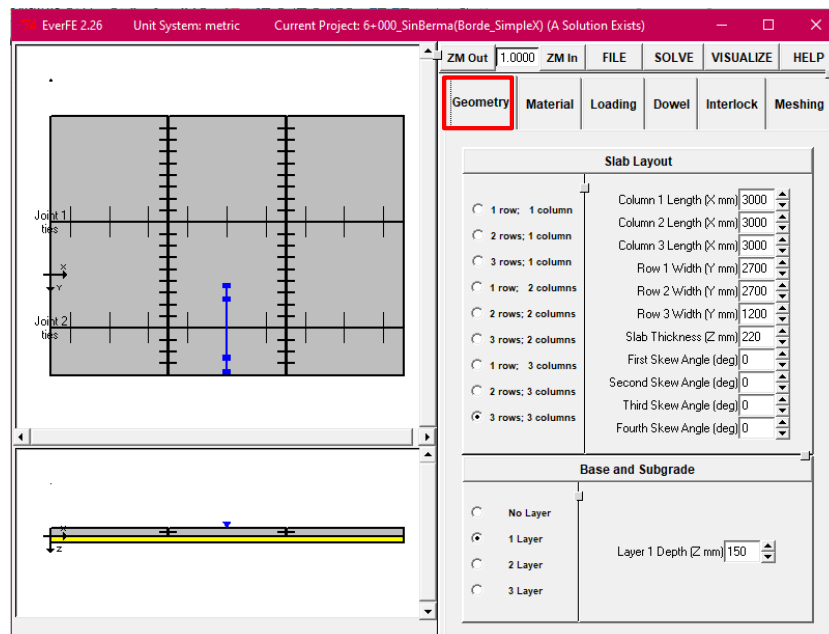 EverFE 2.26 Unit System: metric Current Project: 6+000_SinBerma(Borde_SimpleX) (A Solution Exists)
ZM Out 1.0000 ZM In FILE SOLVE VISUALIZE HELP
Geometry Material Loading Dowel Interlock Meshing
Slab Layout
1 row; 1 column
2 rows; 1 column
3 rows; 1 column
1 row; 2 columns
2 rows; 2 columns
3 rows; 2 columns
1 row; 3 columns
2 rows; 3 columns
3 rows; 3 columns
Column 1 Length (X mm) 3000
Column 2 Length (X mm) 3000
Column 3 Length (X mm) 3000
Row 1 Width (Y mm) 2700
Row 2 Width (Y mm) 2700
Row 3 Width (Y mm) 1200
Slab Thickness (Z mm) 220
First Skew Angle (deg) 0
Second Skew Angle (deg) 0
Third Skew Angle (deg) 0
Fourth Skew Angle (deg) 0
Joint 1
ties
X
Y
Joint 2
ties
X
Z
Base and Subgrade
No Layer
1 Layer
2 Layer
3 Layer
Layer 1 Depth (Z mm) 150